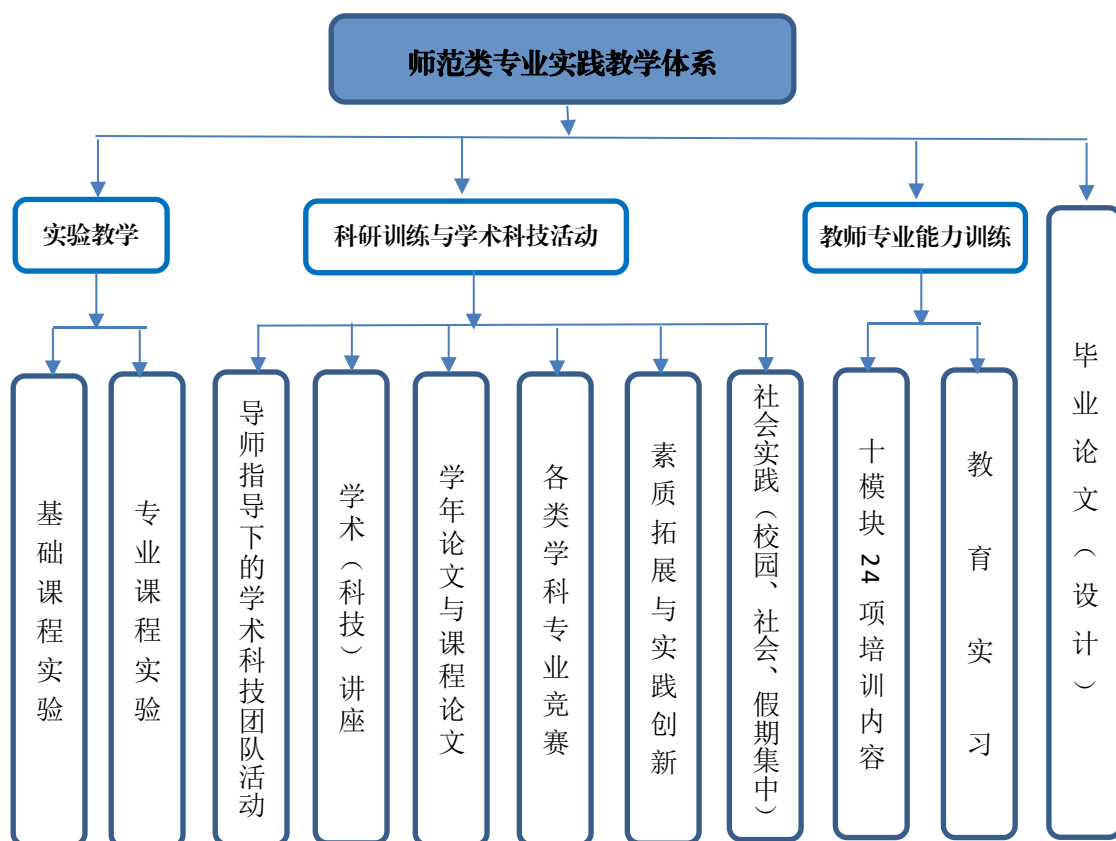 师范类专业实践教学体系
实验教学
科研训练与学术科技活动
教师专业能力训练
毕业论文（设计）
基础课程实验
专业课程实验
导师指导下的学术科技团队活动
学术（科技）讲座
学年论文与课程论文
各类学科专业竞赛
素质拓展与实践创新
社会实践（校园、社会、假期集中）
十模块24项培训内容
教育实习